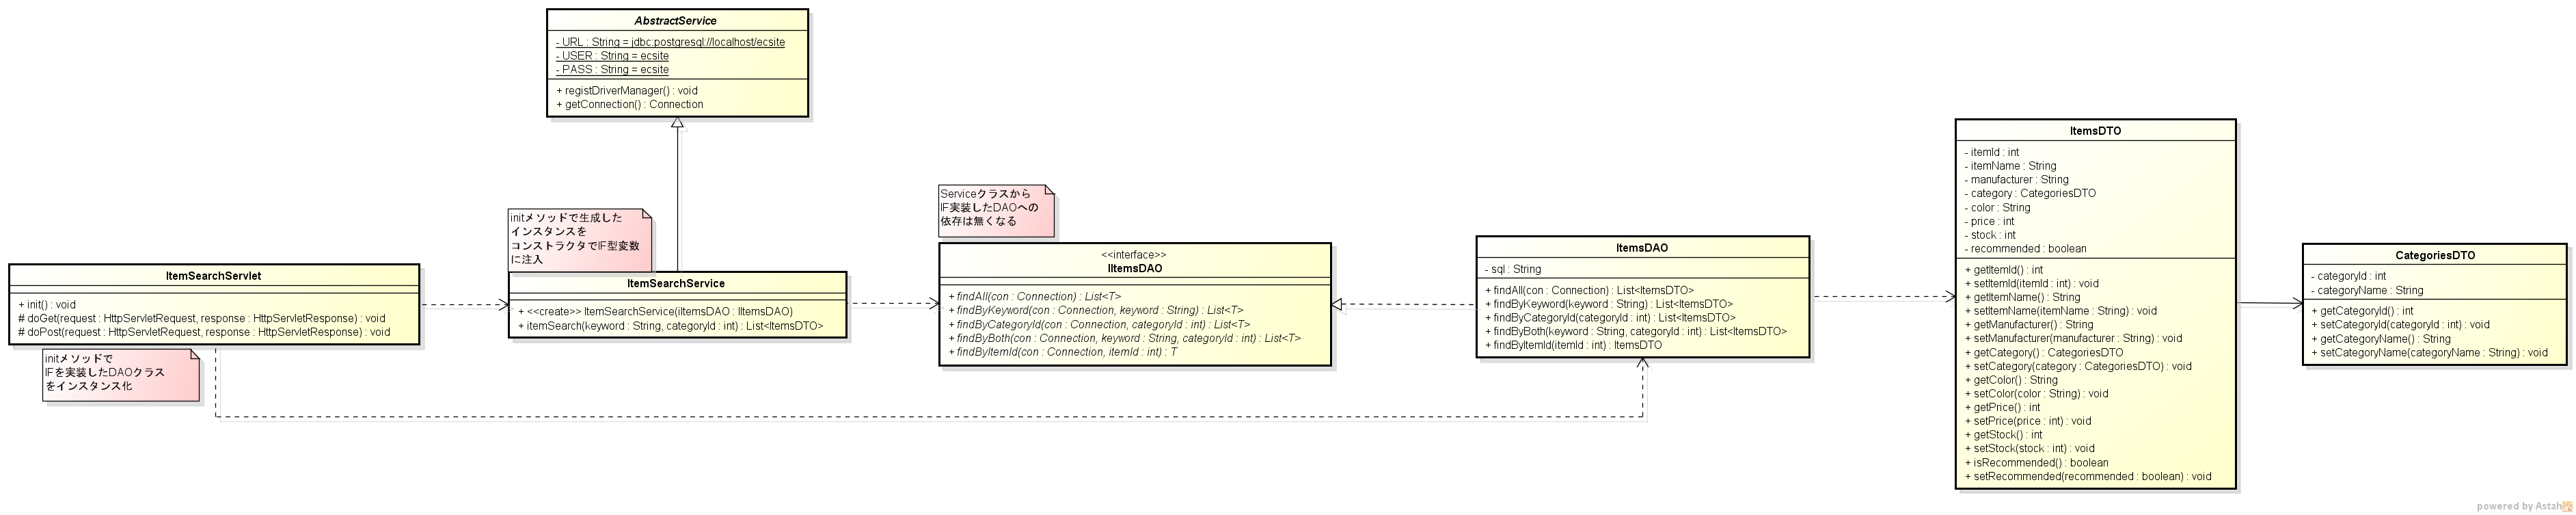 AbstractService
- URL : String = jdbc:postgresql://localhost/ecsite
- USER : String = ecsite
- PASS : String = ecsite
+ registDriverManager() : void
+ getConnection() : Connection
initメソッドで生成した
インスタンスを
コンストラクタでIF型変数
に注入
ItemSearchServlet
+ init() : void
# doGet(request : HttpServletRequest, response : HttpServletResponse) : void
# doPost(request : HttpServletRequest, response : HttpServletResponse) : void
initメソッドで
IFを実装したDAOクラス
をインスタンス化
ItemSearchService
+ <<create>> ItemSearchService(iItemsDAO : IItemsDAO)
+ itemSearch(keyword : String, categoryId : int) : List<ItemsDTO>
Serviceクラスから
IF実装したDAOへの
依存は無くなる
<<interface>>
IItemsDAO
+ findAll(con : Connection) : List<T>
+ findByKeyword(con : Connection, keyword : String) : List<T>
+ findByCategoryId(con : Connection, categoryId : int) : List<T>
+ findByBoth(con : Connection, keyword : String, categoryId : int) : List<T>
+ findByItemId(con : Connection, itemId : int) : T
ItemsDAO
- sql : String
+ findAll(con : Connection) : List<ItemsDTO>
+ findByKeyword(keyword : String) : List<ItemsDTO>
+ findByCategoryId(categoryId : int) : List<ItemsDTO>
+ findByBoth(keyword : String, categoryId : int) : List<ItemsDTO>
+ findByItemId(itemId : int) : ItemsDTO
ItemsDTO
- itemId : int
- itemName : String
- manufacturer : String
- category : CategoriesDTO
- color : String
- price : int
- stock : int
- recommended : boolean
+ getItemId() : int
+ setItemId(itemId : int) : void
+ getItemName() : String
+ setItemName(itemName : String) : void
+ getManufacturer() : String
+ setManufacturer(manufacturer : String) : void
+ getCategory() : CategoriesDTO
+ setCategory(category : CategoriesDTO) : void
+ getColor() : String
+ setColor(color : String) : void
+ getPrice() : int
+ setPrice(price : int) : void
+ getStock() : int
+ setStock(stock : int) : void
+ isRecommended() : boolean
+ setRecommended(recommended : boolean) : void
CategoriesDTO
- categoryId : int
- categoryName : String
+ getCategoryId() : int
+ setCategoryId(categoryId : int) : void
+ getCategoryName() : String
+ setCategoryName(categoryName : String) : void
powered by Astah